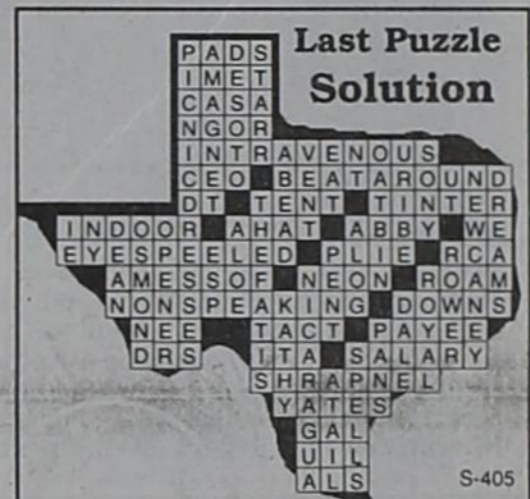 Last Puzzle
Solution
PADS
IMET
CASA
NGOR
INTRAVENOUS
CEO BEATAROUND
DT TENT TINTER
INDOOR AHAT ABBY WE
EYESPEELED PLIE RCA
AMESSOF NEON ROAM
NONSPEAKING DOWNS
NEE TACT PAYEE
DRS ITA SALARY
SHRAPNEL
YATES
GAL
UIL
ALS
S-405